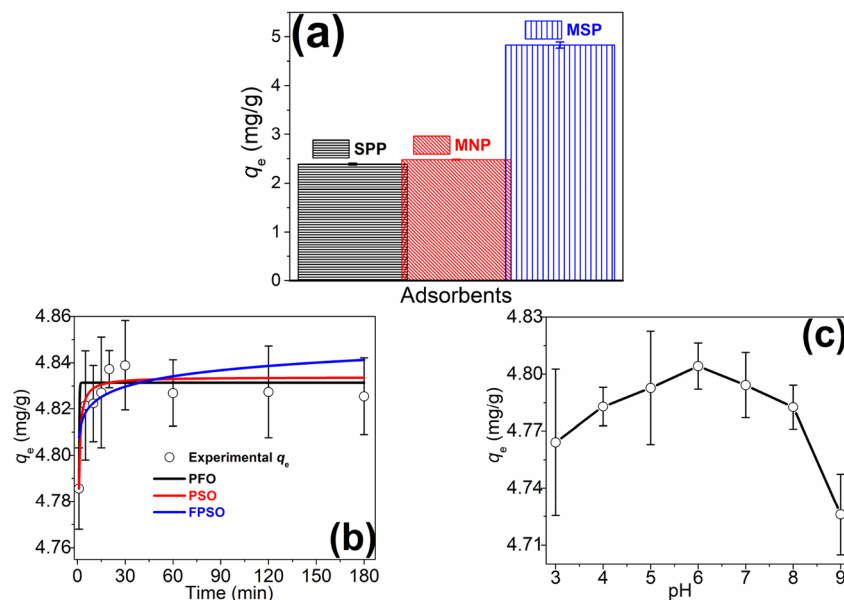 (a)
MSP
SPP
MNP
5
4
3
2
1
0
qe (mg/g)
Adsorbents
4.86
4.84
4.82
4.80
4.78
4.76
qe (mg/g)
Experimental qe
PFO
PSO
FPSO
(b)
0 30 60 90 120 150 180
Time (min)
4.83
4.80
4.77
4.74
4.71
qe (mg/g)
(c)
3 4 5 6 7 8 9
pH